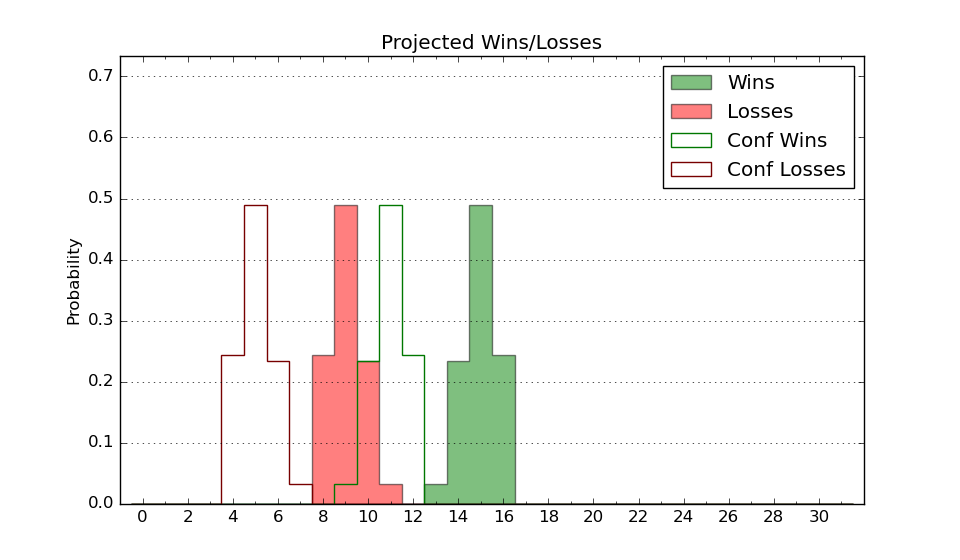 Projected Wins/Losses
Wins
Losses
Conf Wins
Conf Losses
Probability
0.7
0.6
0.5
0.4
0.3
0.2
0.1
0.0
0 2 4 6 8 10 12 14 16 18 20 22 24 26 28 30